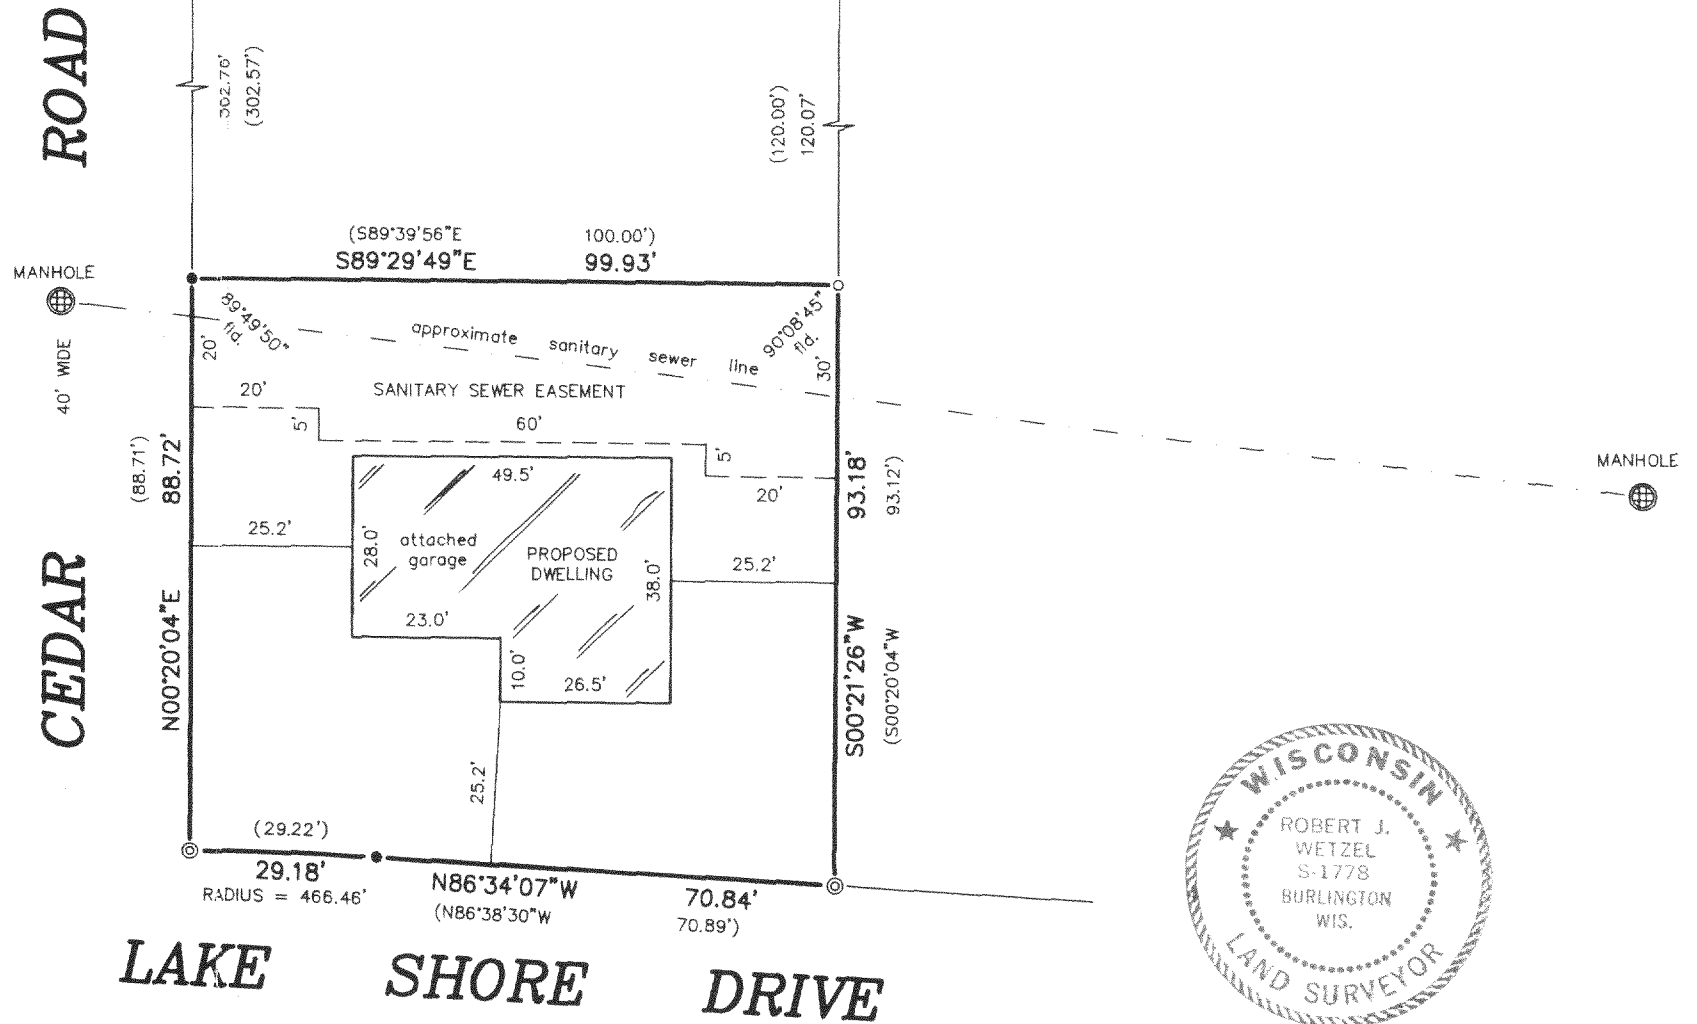 ROAD
302.76'
(302.57')
(120.00')
120.07'
(S89°39'56"E 100.00')
S89°29'49"E 99.93'
MANHOLE
89°49'50"
fld.
90°08'45"
fld.
approximate sanitary sewer line
20'
30'
40' WIDE
20'
SANITARY SEWER EASEMENT
5'
60'
5'
20'
(88.71')
88.72'
N00°20'04"E
93.18'
93.12')
S00°21'26"W
(S00°20'04"W
MANHOLE
49.5'
25.2'
28.0'
attached
garage
PROPOSED
DWELLING
38.0'
25.2'
23.0'
10.0'
26.5'
CEDAR
25.2'
(29.22')
29.18'
RADIUS = 466.46'
N86°34'07"W 70.84'
(N86°38'30"W 70.89')
LAKE SHORE DRIVE
WISCONSIN
ROBERT J.
WETZEL
S-1778
BURLINGTON
WIS.
LAND SURVEYOR